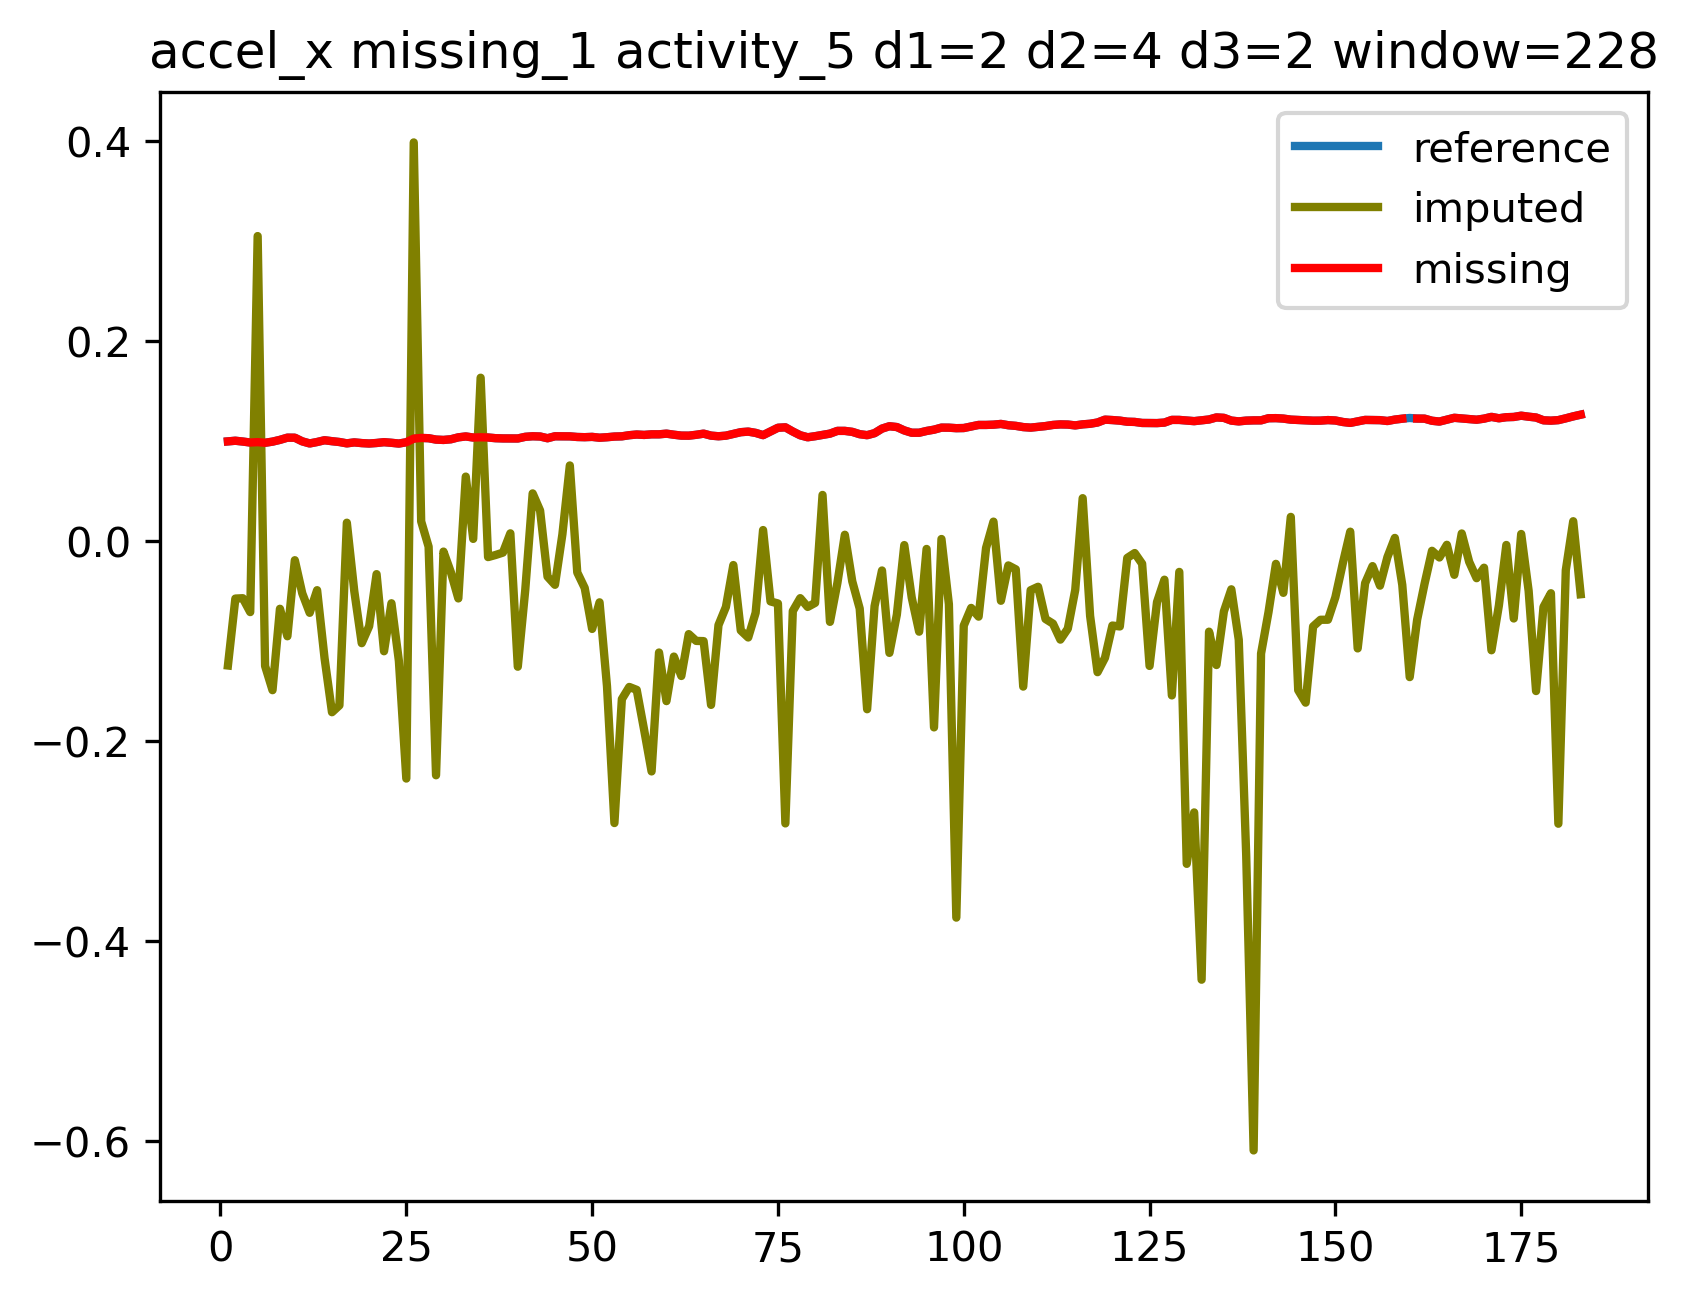 accel_x missing_1 activity_5 d1=2 d2=4 d3=2 window=228
reference
imputed
missing
0.4
0.2
0.0
−0.2
−0.4
−0.6
0 25 50 75 100 125 150 175